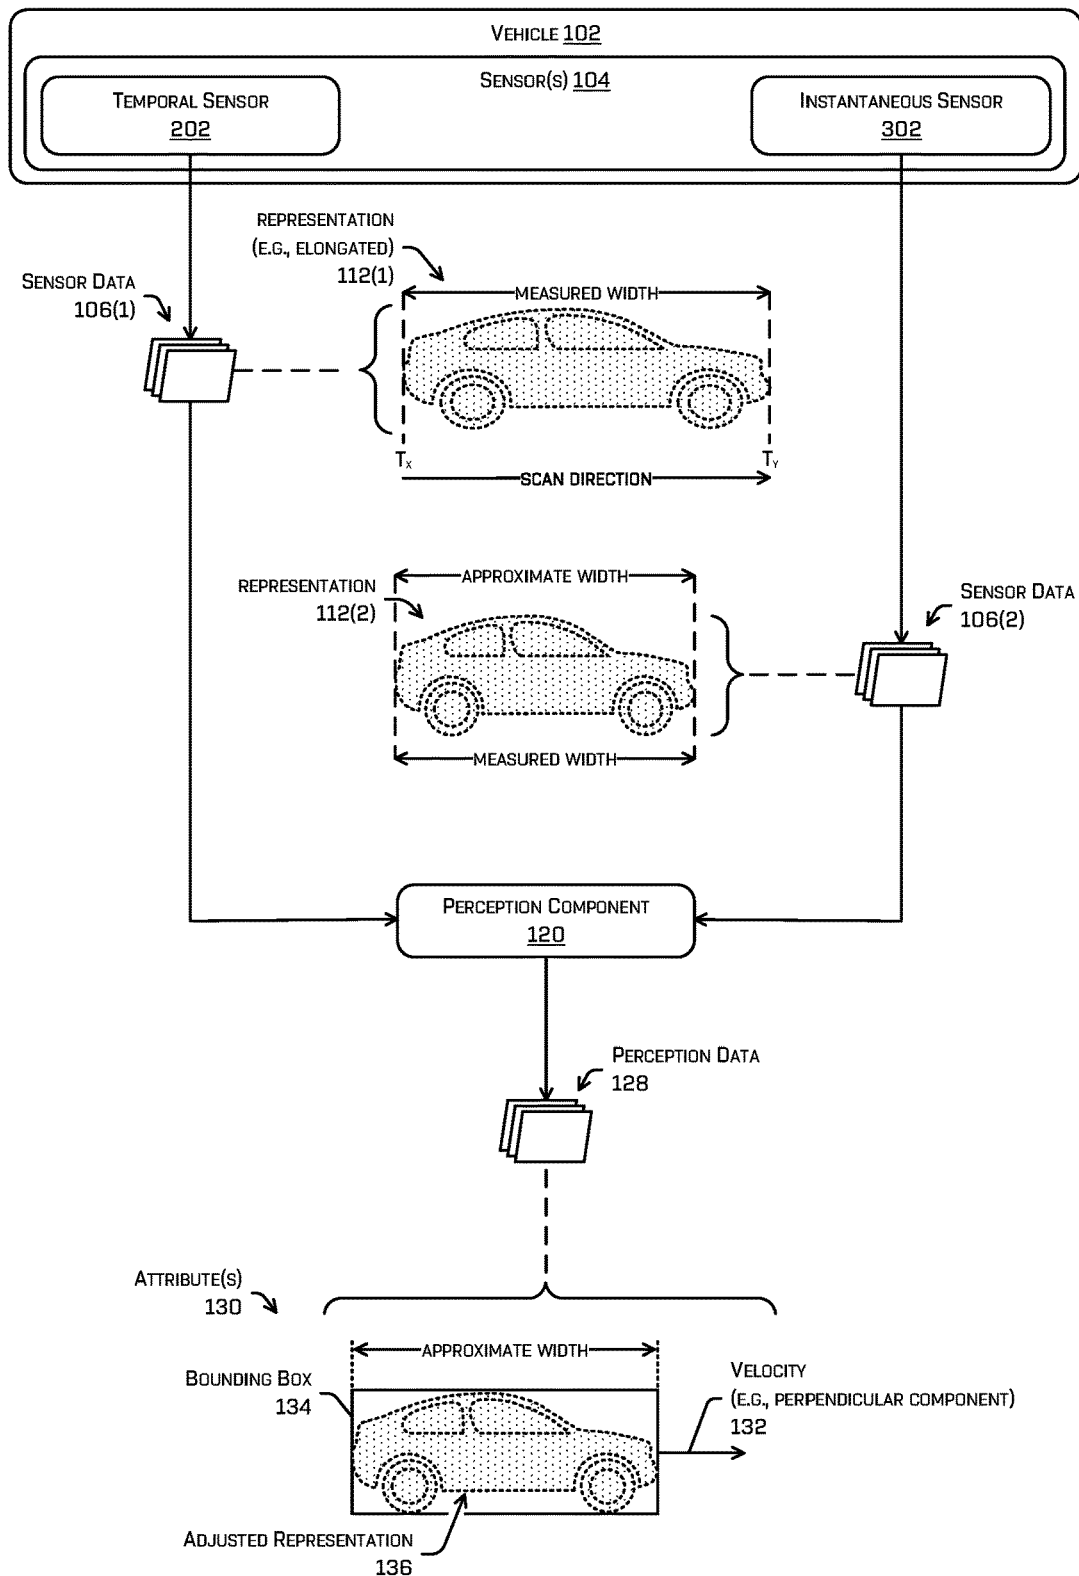 VEHICLE 102
SENSOR(S) 104
TEMPORAL SENSOR
202
INSTANTANEOUS SENSOR
302
REPRESENTATION
(E.G., ELONGATED)
112(1)
SENSOR DATA
106(1)
MEASURED WIDTH
TX
TY
SCAN DIRECTION
APPROXIMATE WIDTH
REPRESENTATION
112(2)
SENSOR DATA
106(2)
MEASURED WIDTH
PERCEPTION COMPONENT
120
PERCEPTION DATA
128
ATTRIBUTE(S)
130
APPROXIMATE WIDTH
BOUNDING BOX
134
VELOCITY
(E.G., PERPENDICULAR COMPONENT)
132
ADJUSTED REPRESENTATION
136